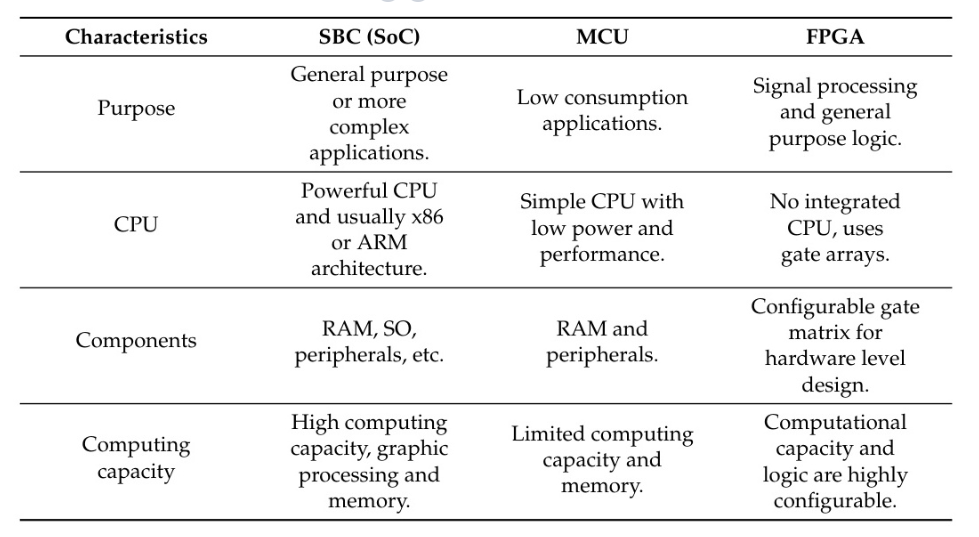 Characteristics SBC (SoC) MCU FPGA
Purpose
General purpose
or more
complex
applications.
Low consumption
applications.
Signal processing
and general
purpose logic.
CPU
Powerful CPU
and usually x86
or ARM
architecture.
Simple CPU with
low power and
performance.
No integrated
CPU, uses
gate arrays.
Components
RAM, SO,
peripherals, etc.
RAM and
peripherals.
Configurable gate
matrix for
hardware level
design.
Computing
capacity
High computing
capacity, graphic
processing and
memory.
Limited computing
capacity and
memory.
Computational
capacity and
logic are highly
configurable.